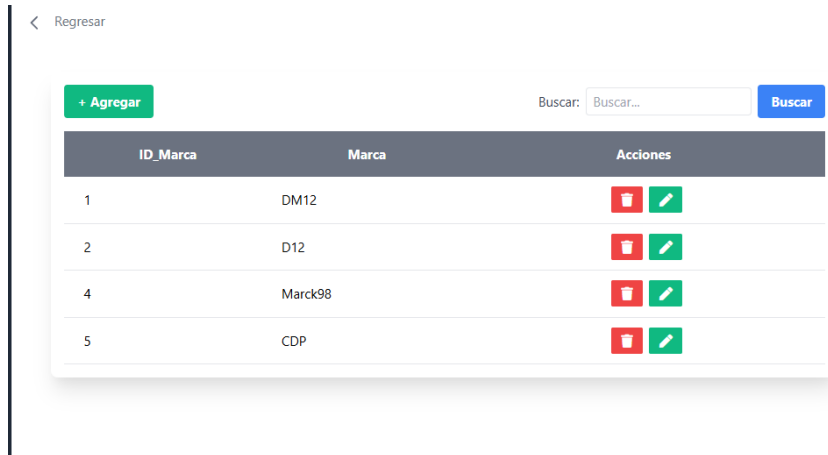 Regresar
+ Agregar Buscar: Buscar... Buscar
ID_Marca Marca Acciones
1 DM12
2 D12
4 Marck98
5 CDP